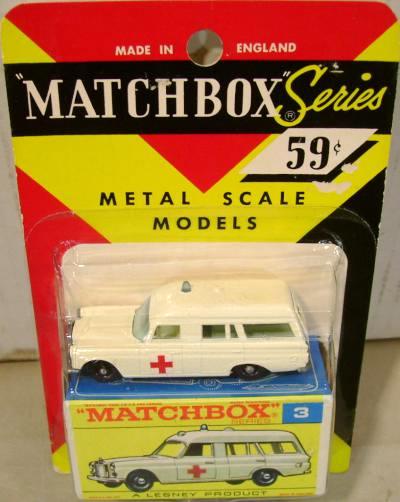 MADE IN ENGLAND
"MATCHBOX" Series
®
59¢
METAL SCALE
MODELS
"MATCHBOX" SERIES 3
A LESNEY PRODUCT